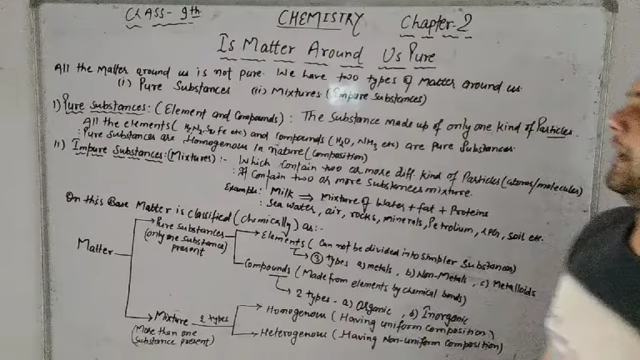 CLASS- 9th CHEMISTRY Chapter-2
Is Matter Around Us Pure
All the Matter around us is not pure. We have two types of Matter around us:
(i) Pure Substances (ii) Mixtures (Impure Substances)
I) Pure Substances: (Element and Compounds): The Substance made up of only one kind of Particles
All the elements (H2, N2, S, Fe etc) and Compounds (H2O, NH3 etc) are Pure Substances.
: Pure Substances are Homogenous in nature (Composition)
II) Impure Substances: (Mixtures) :- Which contain two or more diff. kind of Particles (atoms/molecules)
: It Contain two or more Substances mixture.
Example: Milk ⇒ Mixture of Water + fat + Proteins
: Sea water, air, rocks, minerals, Petrolium, LPG, Soil etc.
On this Base Matter is classified (chemically) as:-
Matter
Pure Substances (only one substance present)
Elements (Can not be divided into Simpler Substances)
③ types a) metals, b) Non-Metals, c) Metalloids
Compounds (Made from elements by chemical bonds)
2 types- a) Organic, b) Inorganic
Mixture 2 types (More than one substance present)
Homogenous (Having uniform composition)
Heterogenous (Having Non-uniform Composition)